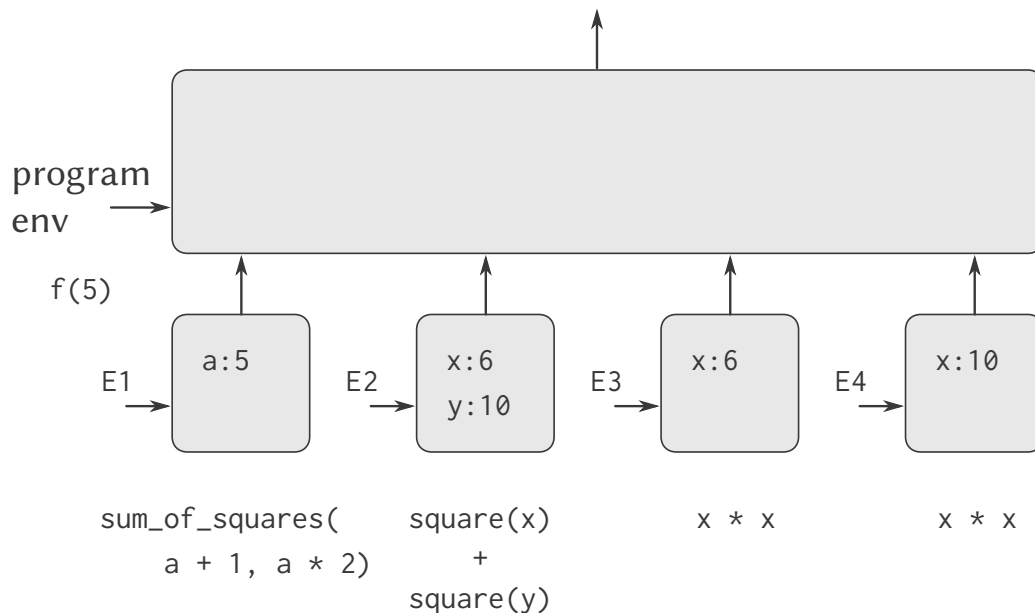 program
env
f(5)
E1
a:5
E2
x:6
y:10
E3
x:6
E4
x:10
sum_of_squares(
a + 1, a * 2)
square(x)
+
square(y)
x * x
x * x